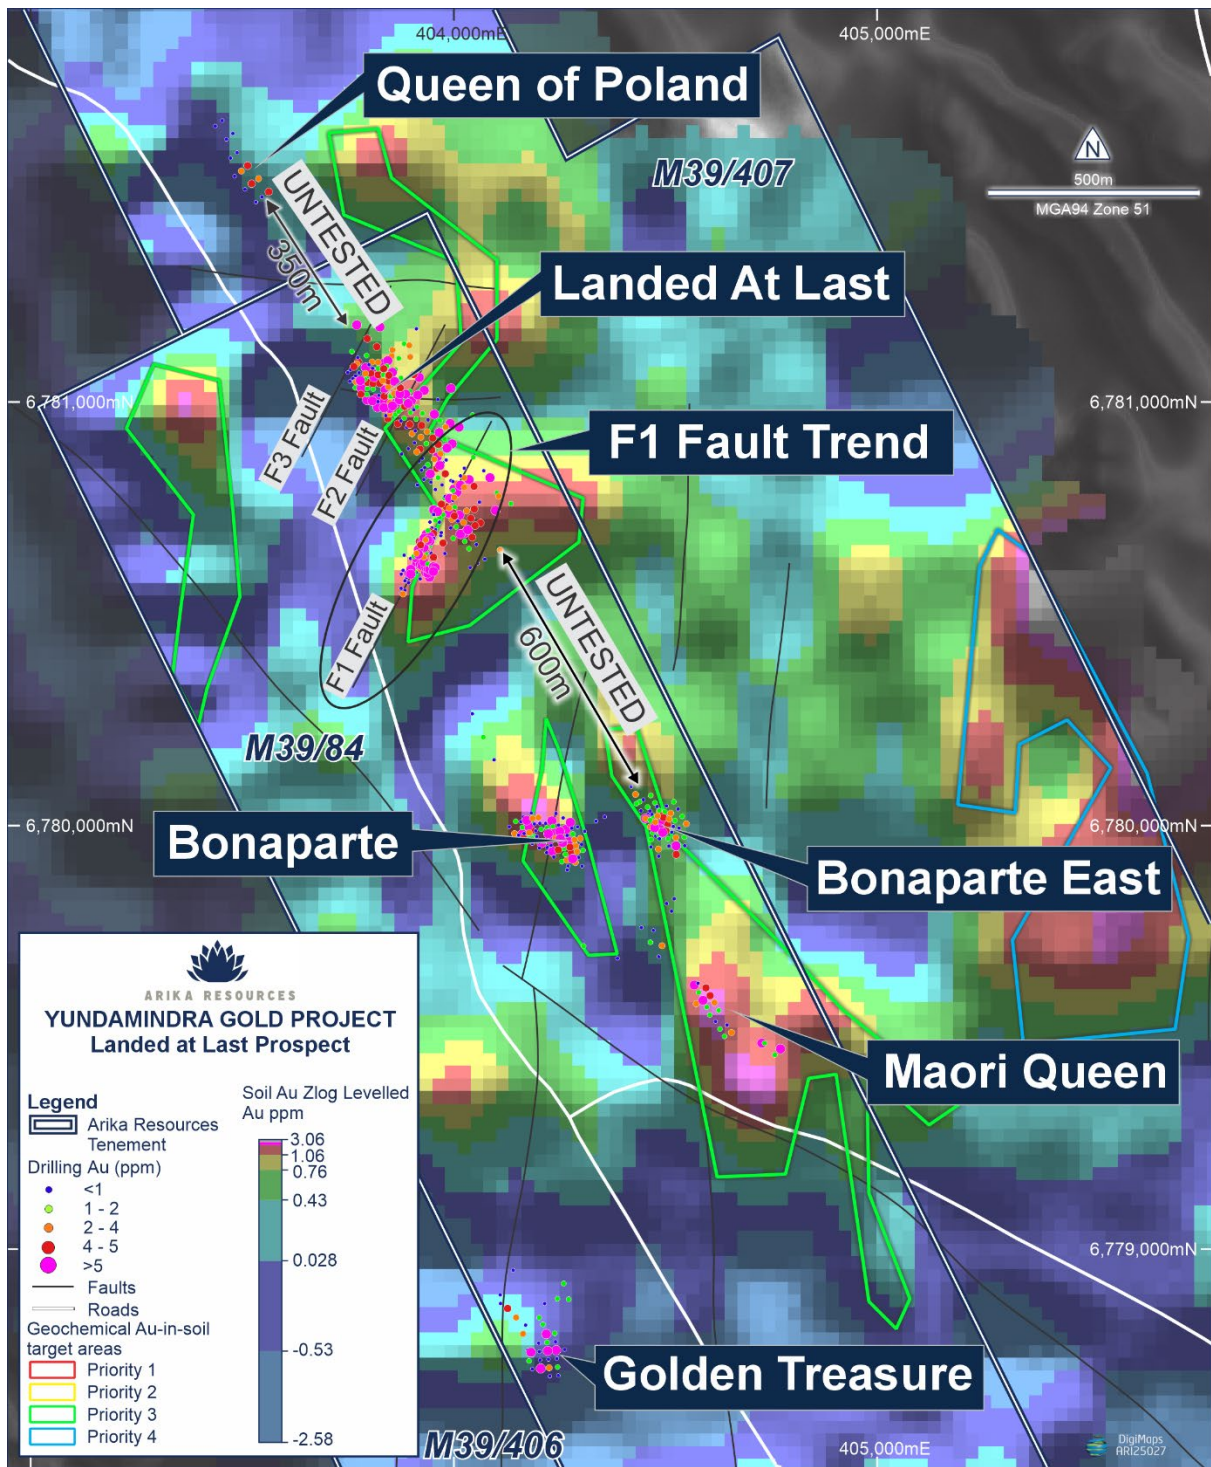 404,000mE
405,000mE
Queen of Poland
M39/407
N
500m
MGA94 Zone 51
UNTESTED
350m
Landed At Last
6,781,000mN
6,781,000mN
F3 Fault
F2 Fault
F1 Fault Trend
UNTESTED
600m
F1 Fault
M39/84
6,780,000mN
6,780,000mN
Bonaparte
Bonaparte East
ARIKA RESOURCES
YUNDAMINDRA GOLD PROJECT
Landed at Last Prospect
Legend
Arika Resources
Tenement
Drilling Au (ppm)
<1
1 - 2
2 - 4
4 - 5
>5
Faults
Roads
Geochemical Au-in-soil
target areas
Priority 1
Priority 2
Priority 3
Priority 4
Soil Au Zlog Levelled
Au ppm
3.06
1.06
0.76
0.43
0.028
-0.53
-2.58
Maori Queen
6,779,000mN
Golden Treasure
M39/406
405,000mE
DigiMaps
ARI25027